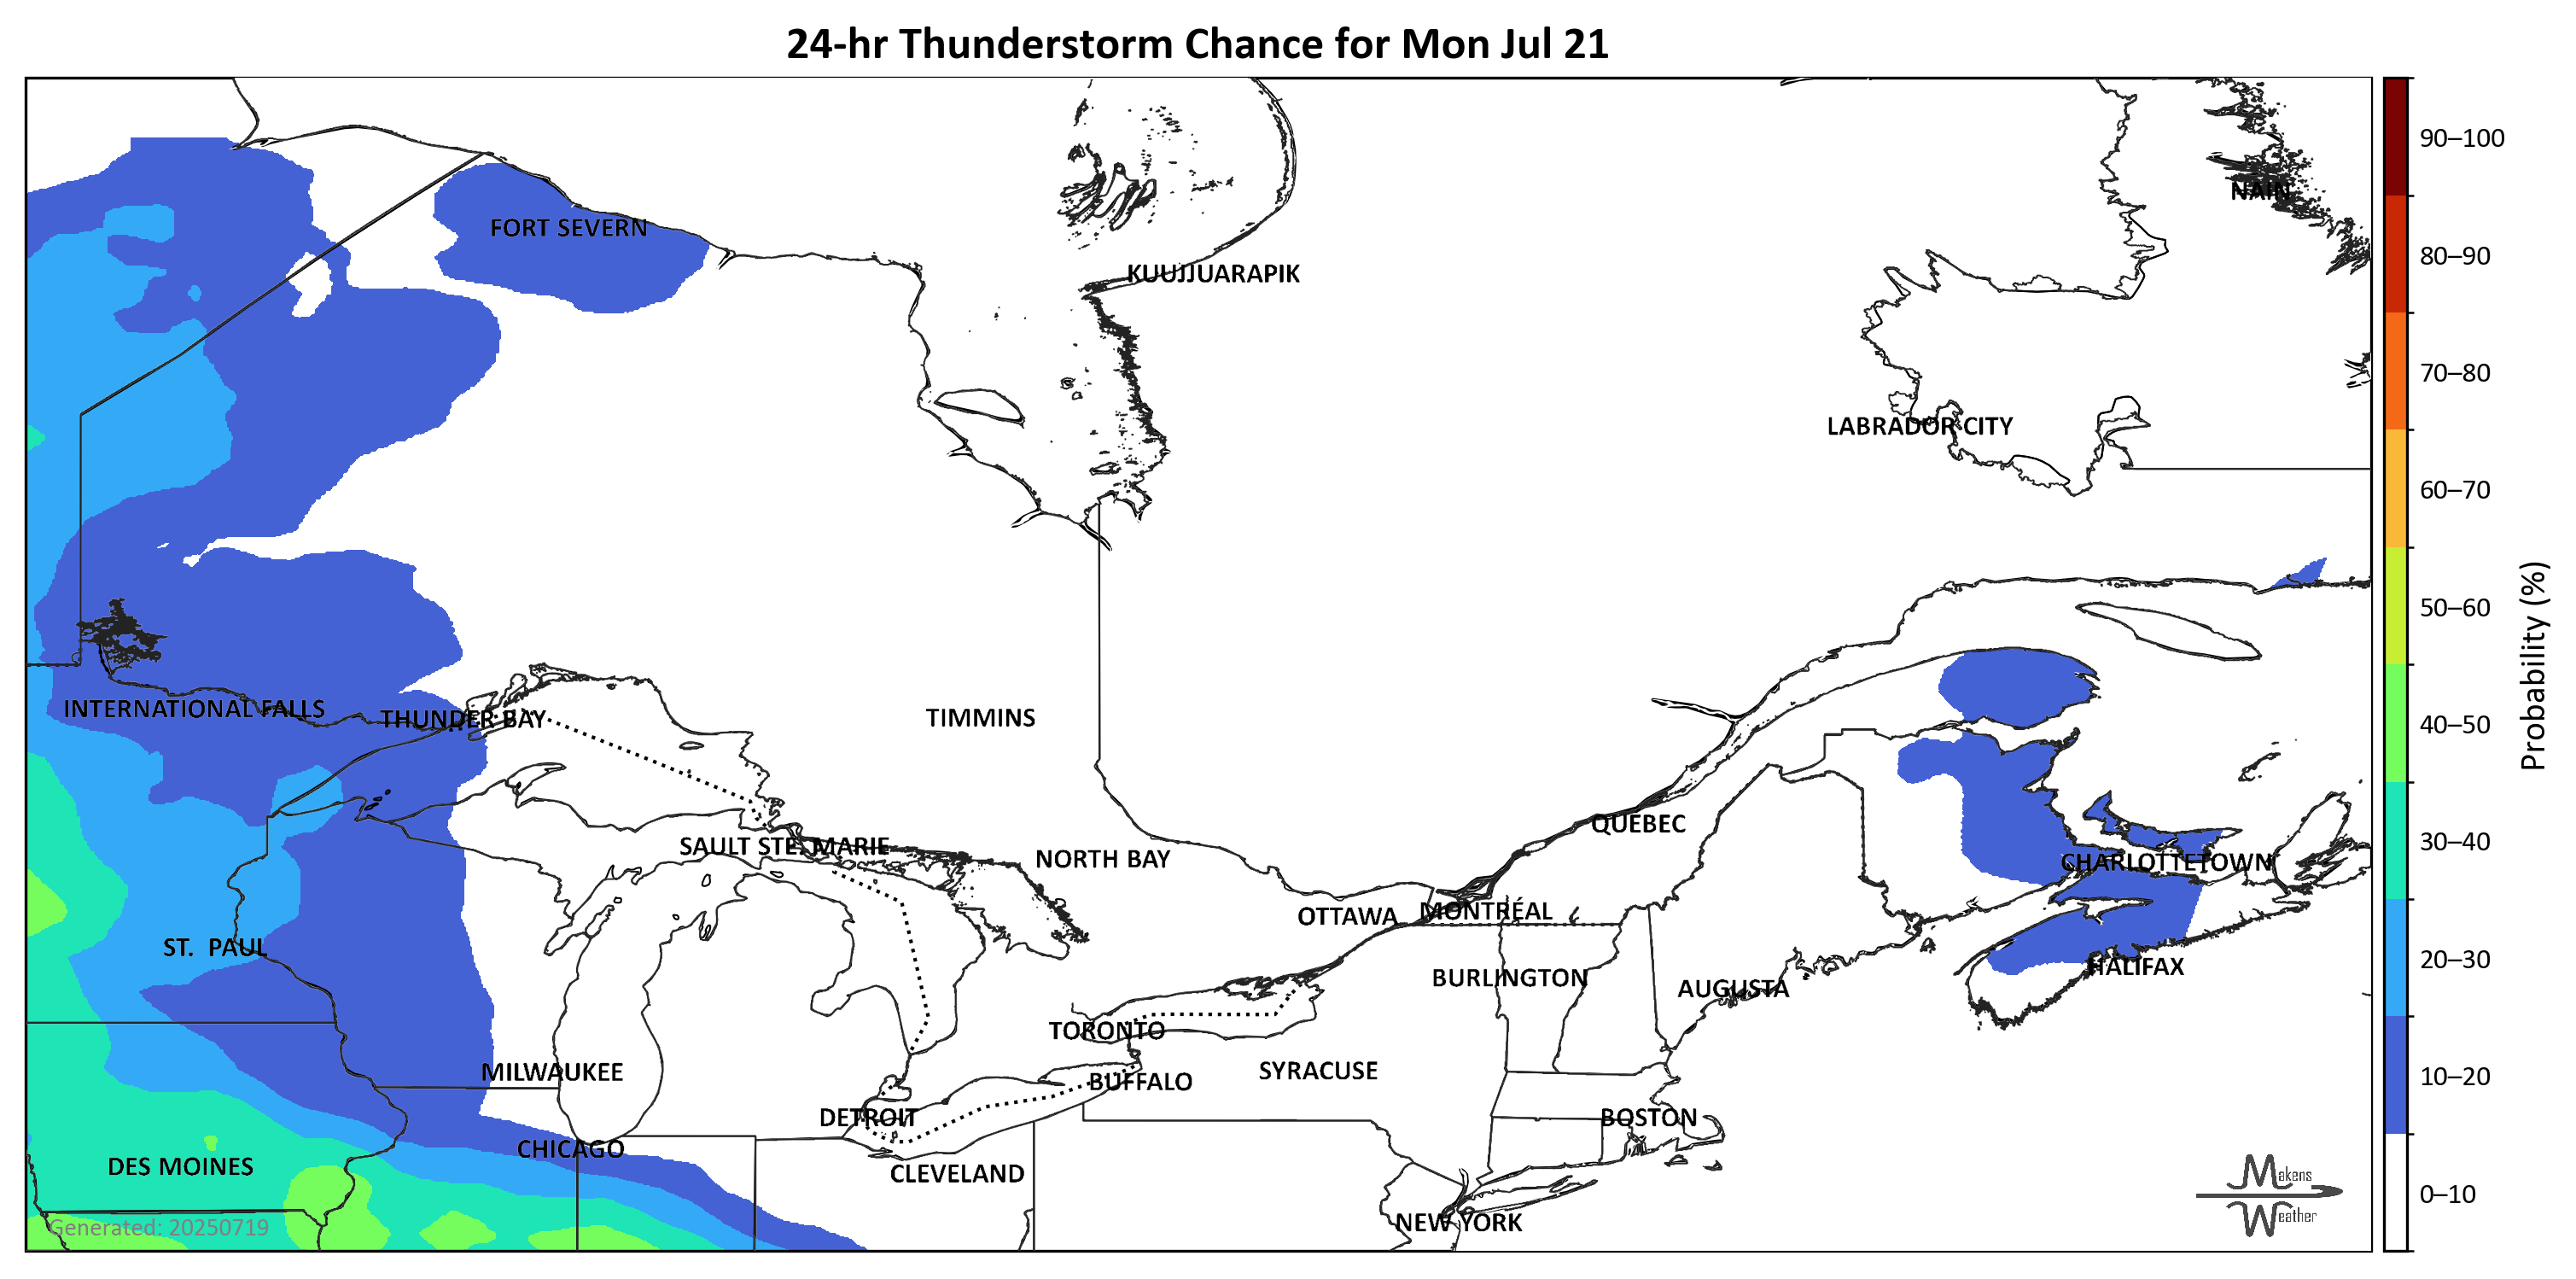 24-hr Thunderstorm Chance for Mon Jul 21
90–100
NAIN
FORT SEVERN
80–90
KUUJJUARAPIK
70–80
LABRADOR CITY
60–70
50–60
Probability (%)
INTERNATIONAL FALLS
THUNDER BAY
TIMMINS
40–50
QUEBEC
SAULT STE. MARIE
NORTH BAY
CHARLOTTETOWN
30–40
OTTAWA
MONTRÉAL
ST. PAUL
HALIFAX
20–30
BURLINGTON
AUGUSTA
TORONTO
MILWAUKEE
SYRACUSE
BUFFALO
10–20
DETROIT
BOSTON
CHICAGO
DES MOINES
CLEVELAND
Makens
Weather
0–10
NEW YORK
Generated: 20250719